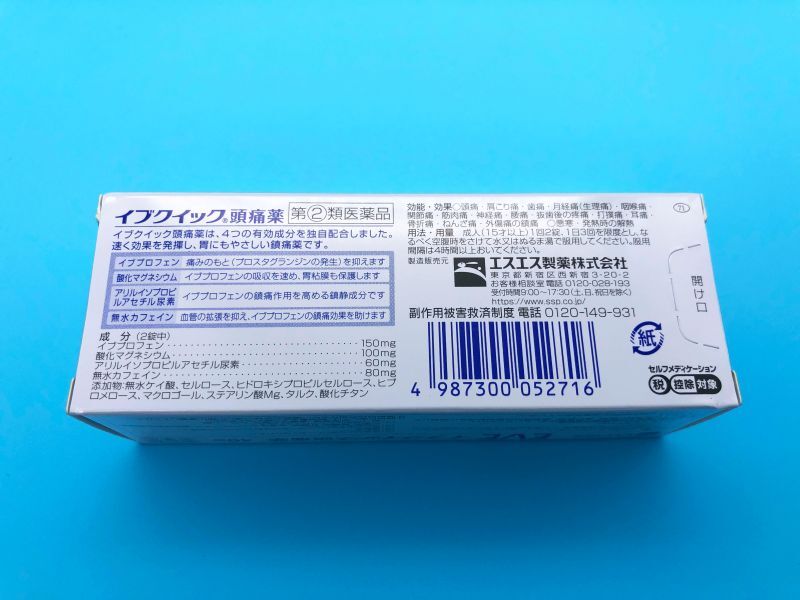 イブクイック®頭痛薬 指定②類医薬品
イブクイック頭痛薬は、4つの有効成分を独自配合しました。
速く効果を発揮し、胃にもやさしい鎮痛薬です。
イブプロフェン 痛みのもと(プロスタグランジンの発生)を抑えます
酸化マグネシウム イブプロフェンの吸収を速め、胃粘膜も保護します
アリルイソプロピ
ルアセチル尿素 イブプロフェンの鎮痛作用を高める鎮静成分です
無水カフェイン 血管の拡張を抑え、イブプロフェンの鎮痛効果を助けます
成分(2錠中)
イブプロフェン 150mg
酸化マグネシウム 100mg
アリルイソプロピルアセチル尿素 60mg
無水カフェイン 80mg
添加物:無水ケイ酸、セルロース、ヒドロキシプロピルセルロース、ヒプ
ロメロース、マクロゴール、ステアリン酸Mg、タルク、酸化チタン
効能・効果○頭痛・肩こり痛・歯痛・月経痛(生理痛)・咽喉痛・
関節痛・筋肉痛・神経痛・腰痛・抜歯後の疼痛・打撲痛・耳痛・
骨折痛・ねんざ痛・外傷痛の鎮痛 ○悪寒・発熱時の解熱
用法・用量 成人(15才以上)1回2錠、1日3回を限度とし、な
るべく空腹時をさけて水又はぬるま湯で服用してください。服用
間隔は4時間以上おいてください。
製造販売元 エスエス製薬株式会社
東京都新宿区西新宿3-20-2
お客様相談室 電話0120-028-193
受付時間9:00~17:30(土、日、祝日を除く)
https://www.ssp.co.jp/
副作用被害救済制度 電話 0120-149-931
4 987300 052716
紙
開け口
セルフメディケーション
税 控除 対象